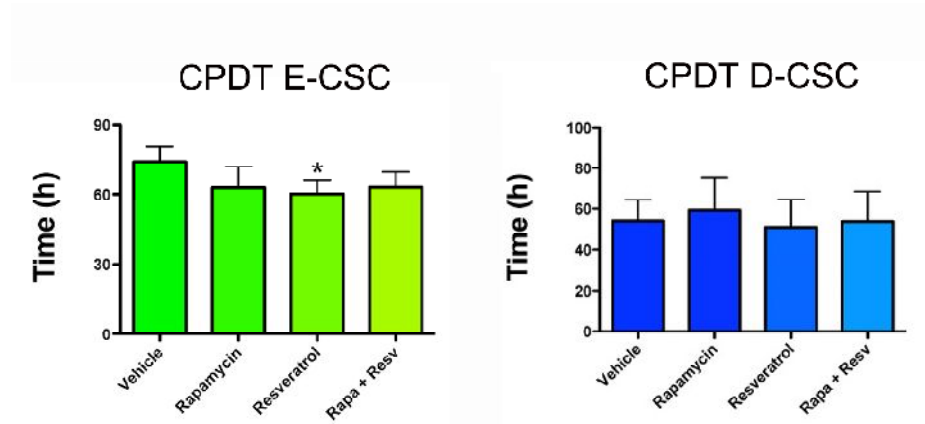 CPDT E-CSC
90
60
30
0
Time (h)
*
Vehicle
Rapamycin
Resveratrol
Rapa + Resv
CPDT D-CSC
100
80
60
40
20
0
Time (h)
Vehicle
Rapamycin
Resveratrol
Rapa + Resv